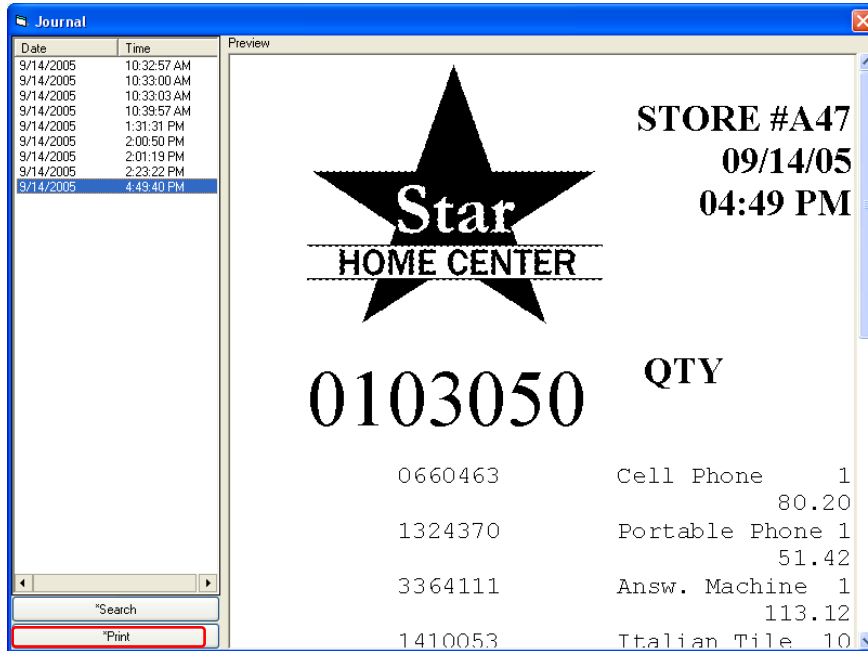 Journal
Date Time
9/14/2005 10:32:57 AM
9/14/2005 10:33:00 AM
9/14/2005 10:33:03 AM
9/14/2005 10:39:57 AM
9/14/2005 1:31:31 PM
9/14/2005 2:00:50 PM
9/14/2005 2:01:19 PM
9/14/2005 2:23:22 PM
9/14/2005 4:49:40 PM
*Search
*Print
Preview
STORE #A47
09/14/05
04:49 PM
Star
HOME CENTER
0103050 QTY
0660463 Cell Phone 1
80.20
1324370 Portable Phone 1
51.42
3364111 Answ. Machine 1
113.12
1410053 Italian Tile 10